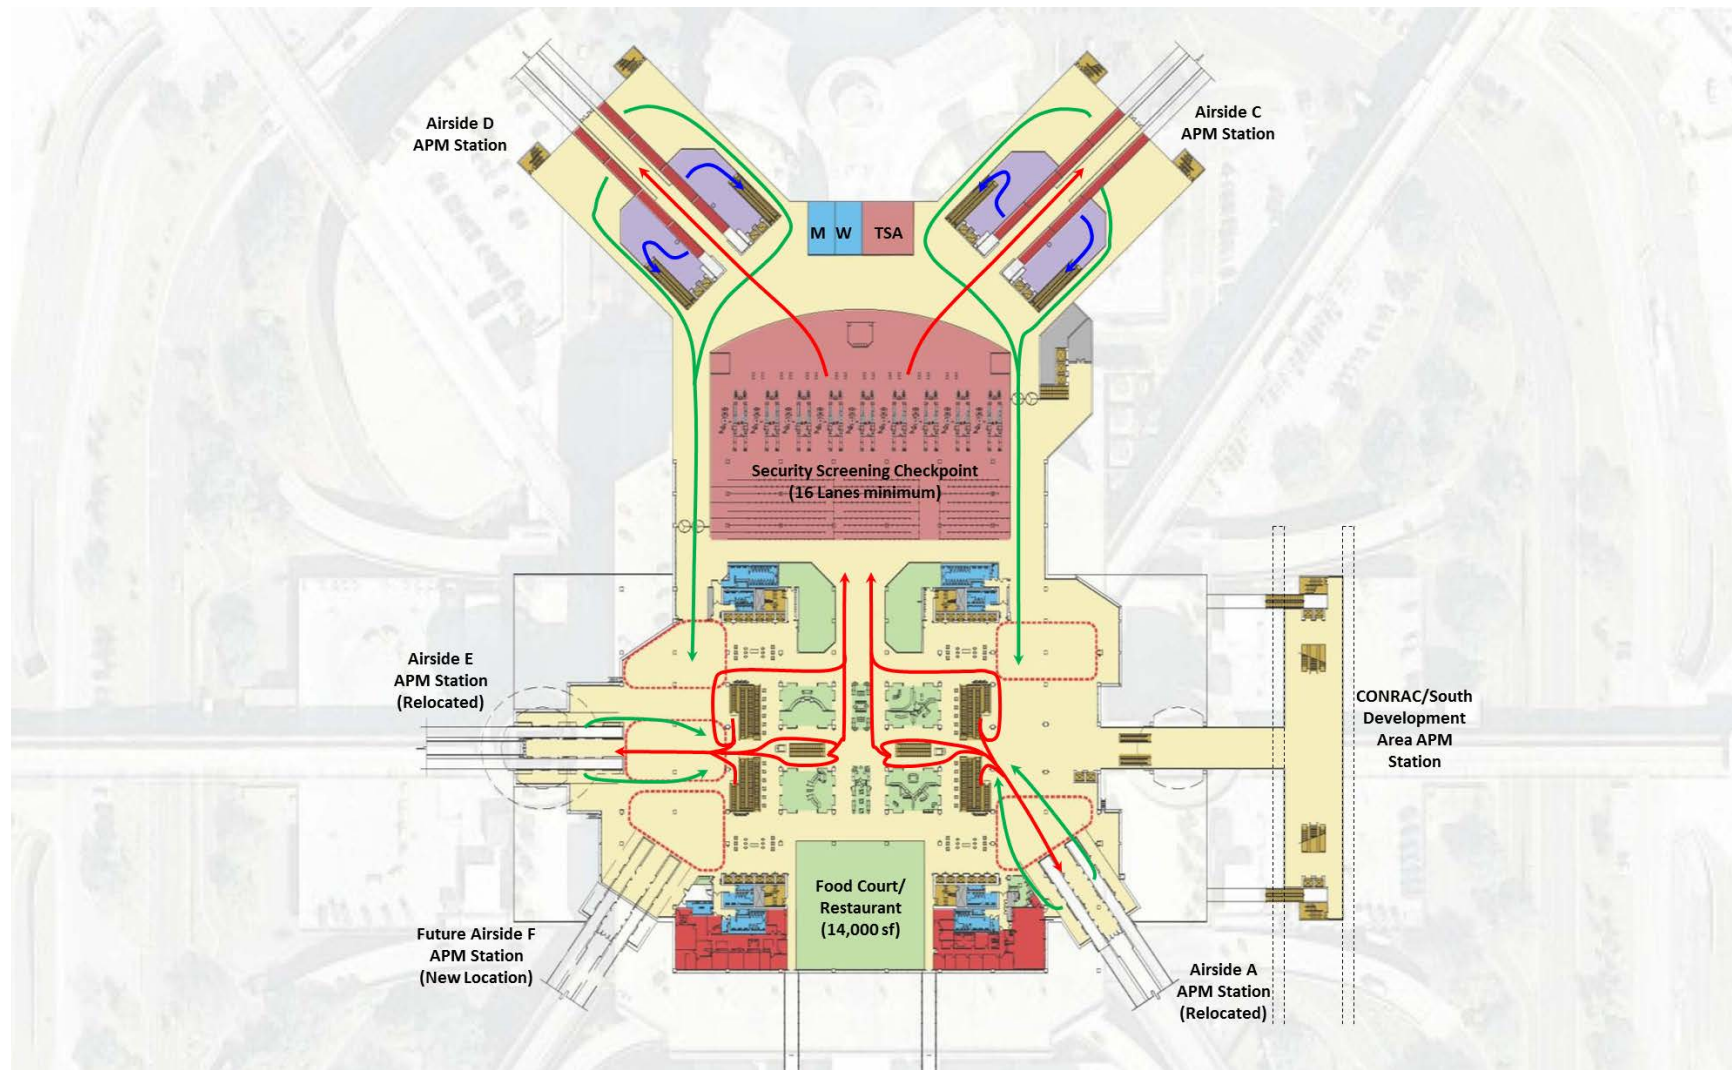 Airside D
APM Station
Airside C
APM Station
M
W
TSA
Security Screening Checkpoint
(16 Lanes minimum)
Airside E
APM Station
(Relocated)
CONRAC/South
Development
Area APM
Station
Food Court/
Restaurant
(14,000 sf)
Future Airside F
APM Station
(New Location)
Airside A
APM Station
(Relocated)